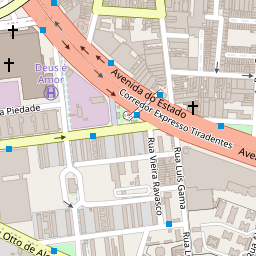 Deus é
Amor
a Piedade
Avenida do Estado
Corredor Expresso Tiradentes
Ave
Rua Vieira Ravasco
Rua Luís Gama
Rua L
Otto de Al